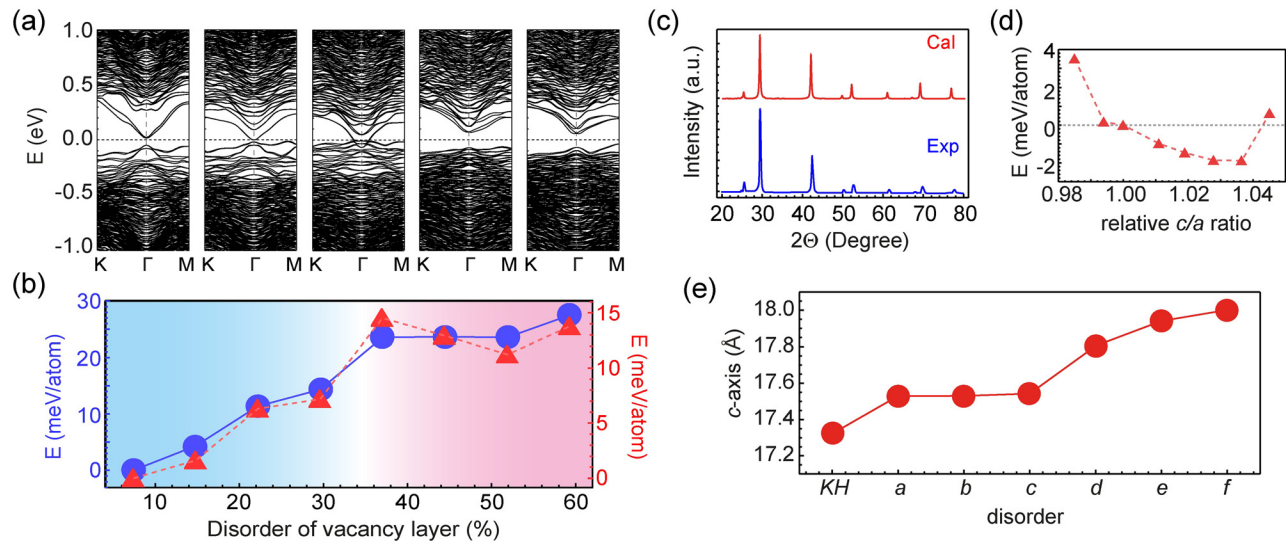 (a)
E (eV)
1.0
0.5
0.0
-0.5
-1.0
K Γ M K Γ M K Γ M K Γ M K Γ M
(b)
E (meV/atom)
30
20
10
0
15
10
5
0
E (meV/atom)
10 20 30 40 50 60
Disorder of vacancy layer (%)
(c)
Intensity (a.u.)
Cal
Exp
20 30 40 50 60 70 80
2Θ (Degree)
(d)
E (meV/atom)
4
2
0
-2
0.98 1.00 1.02 1.04
relative c/a ratio
(e)
c-axis (Å)
18.0
17.8
17.6
17.4
17.2
KH a b c d e f
disorder